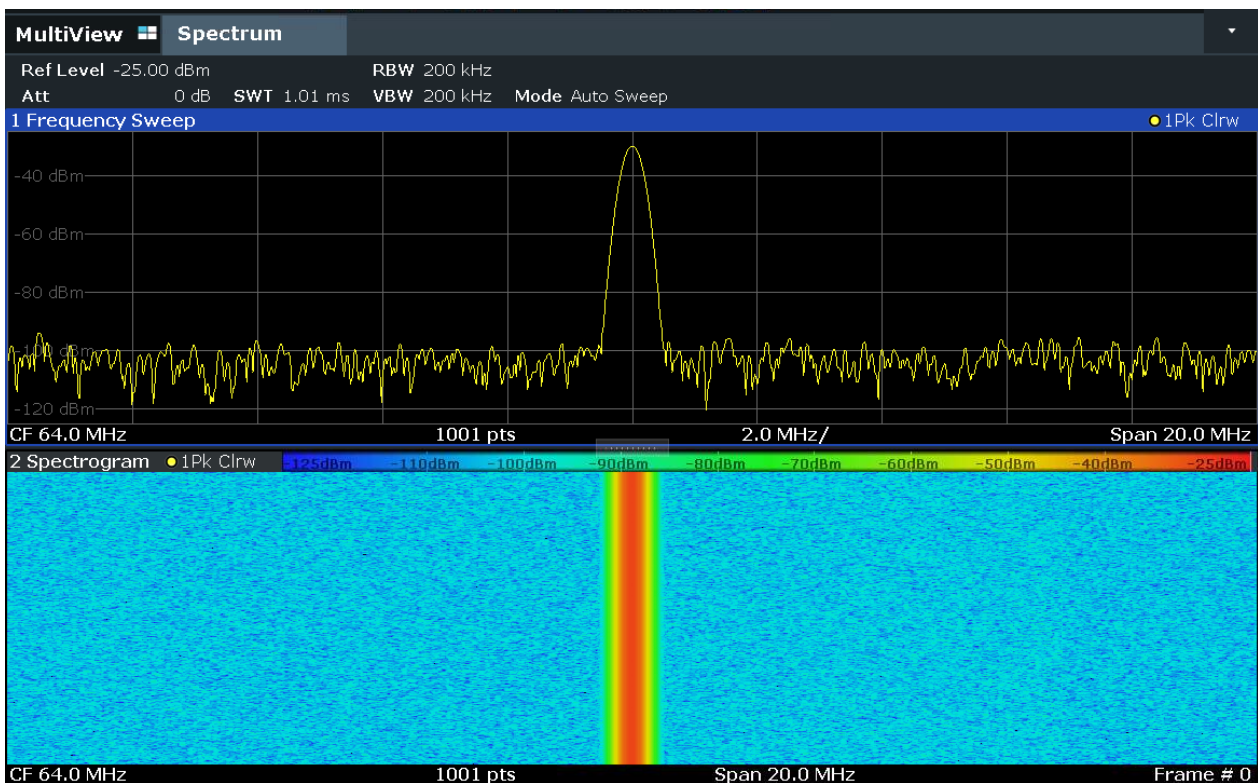 MultiView Spectrum
Ref Level -25.00 dBm RBW 200 kHz
Att 0 dB SWT 1.01 ms VBW 200 kHz Mode Auto Sweep
1 Frequency Sweep 1Pk Clrw
-40 dBm
-60 dBm
-80 dBm
-100 dBm
-120 dBm
CF 64.0 MHz 1001 pts 2.0 MHz/ Span 20.0 MHz
2 Spectrogram 1Pk Clrw -125dBm -110dBm -100dBm -90dBm -80dBm -70dBm -60dBm -50dBm -40dBm -25dBm
CF 64.0 MHz 1001 pts Span 20.0 MHz Frame # 0